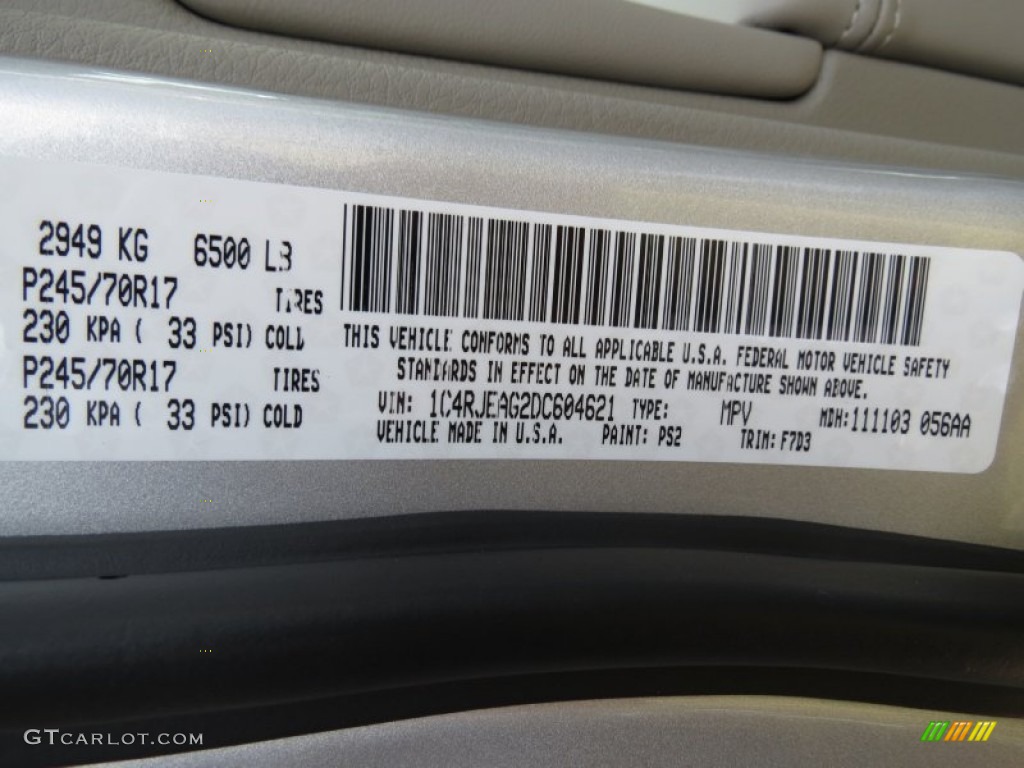 2949 KG 6500 LB
P245/70R17 TIRES
230 KPA ( 33 PSI) COLD
P245/70R17 TIRES
230 KPA ( 33 PSI) COLD
THIS VEHICLE CONFORMS TO ALL APPLICABLE U.S.A. FEDERAL MOTOR VEHICLE SAFETY
STANDARDS IN EFFECT ON THE DATE OF MANUFACTURE SHOWN ABOVE.
VIN: 1C4RJEAG2DC604621 TYPE: MPV MDH:111103 056AA
VEHICLE MADE IN U.S.A. PAINT: PS2 TRIM: F7D3
GTCARLOT.COM